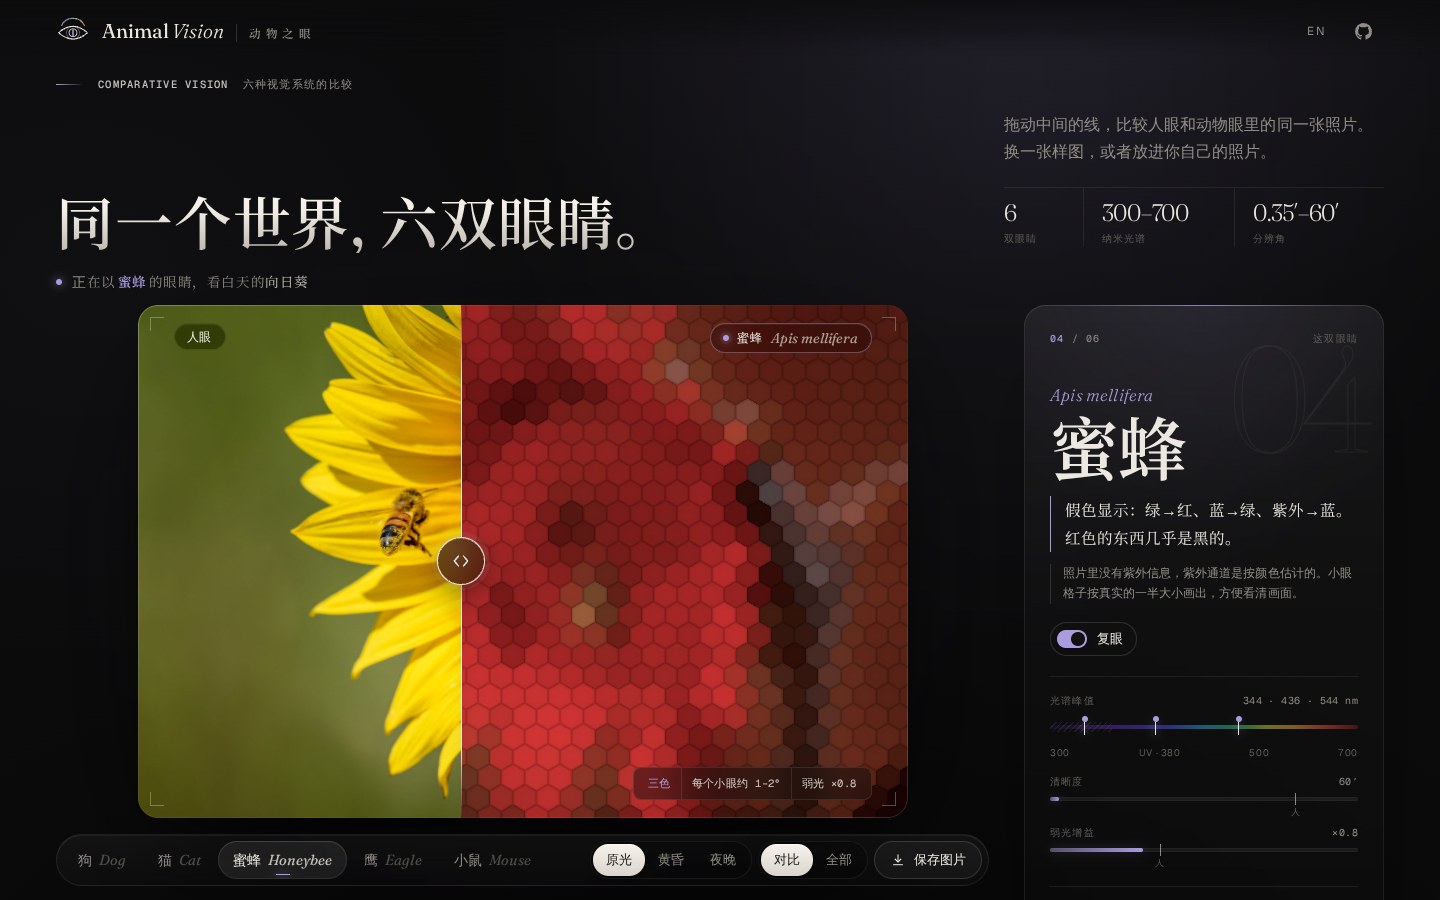 Animal Vision 动物之眼
EN
COMPARATIVE VISION 六种视觉系统的比较
拖动中间的线，比较人眼和动物眼里的同一张照片。
换一张样图，或者放进你自己的照片。
同一个世界, 六双眼睛。
6
双眼睛
300–700
纳米光谱
0.35′–60′
分辨角
正在以 蜜蜂 的眼睛，看白天的向日葵
人眼
蜜蜂 Apis mellifera
三色 每个小眼约 1-2° 弱光 ×0.8
04 / 06
这双眼睛
04
Apis mellifera
蜜蜂
假色显示：绿→红、蓝→绿、紫外→蓝。
红色的东西几乎是黑的。
照片里没有紫外信息，紫外通道是按颜色估计的。小眼
格子按真实的一半大小画出，方便看清画面。
复眼
光谱峰值 344 · 436 · 544 nm
300 UV · 380 500 700
清晰度 60′
人
弱光增益 ×0.8
人
狗 Dog 猫 Cat 蜜蜂 Honeybee 鹰 Eagle 小鼠 Mouse
原光 黄昏 夜晚 对比 全部 保存图片